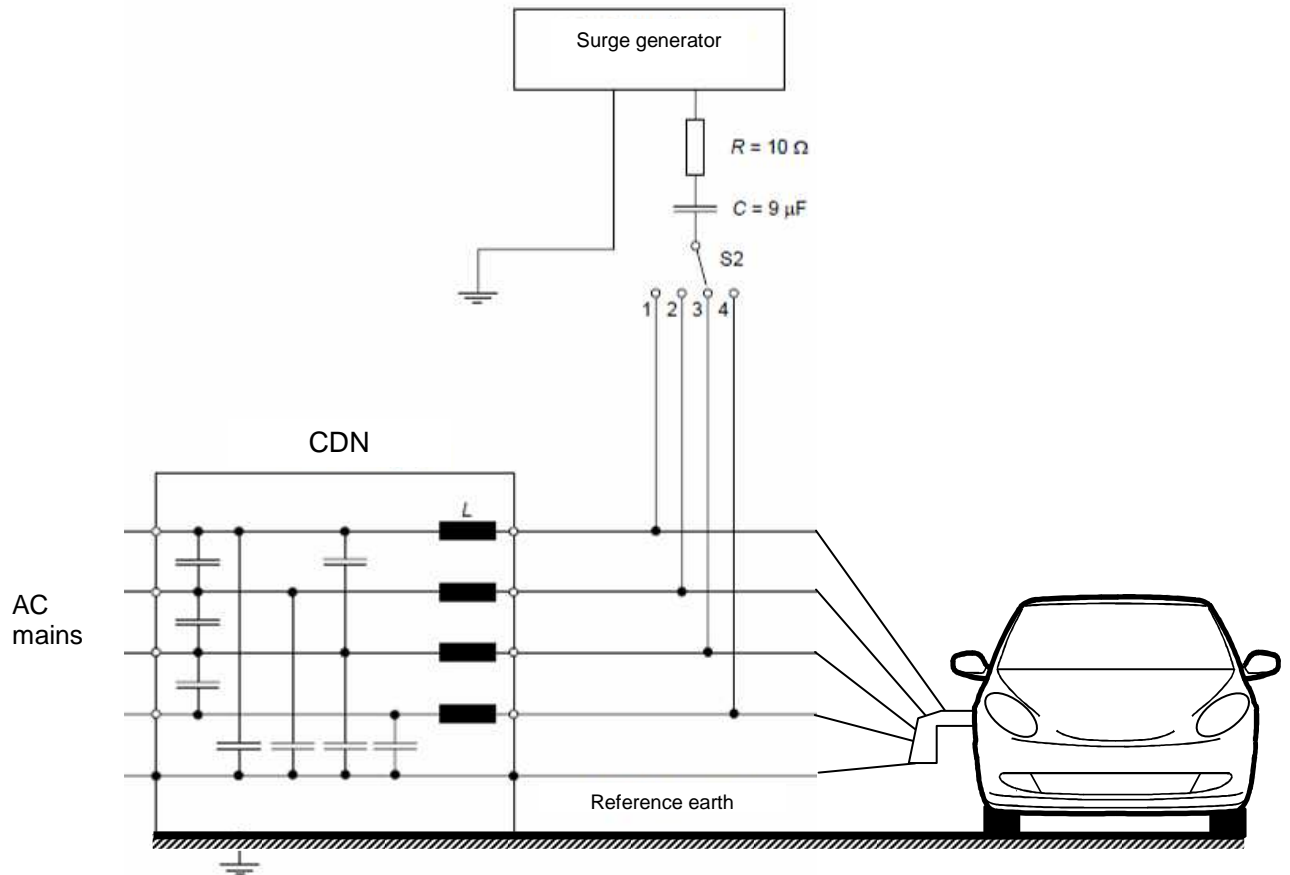 Surge generator
R = 10 Ω
C = 9 µF
S2
1 2 3 4
CDN
L
AC
mains
Reference earth